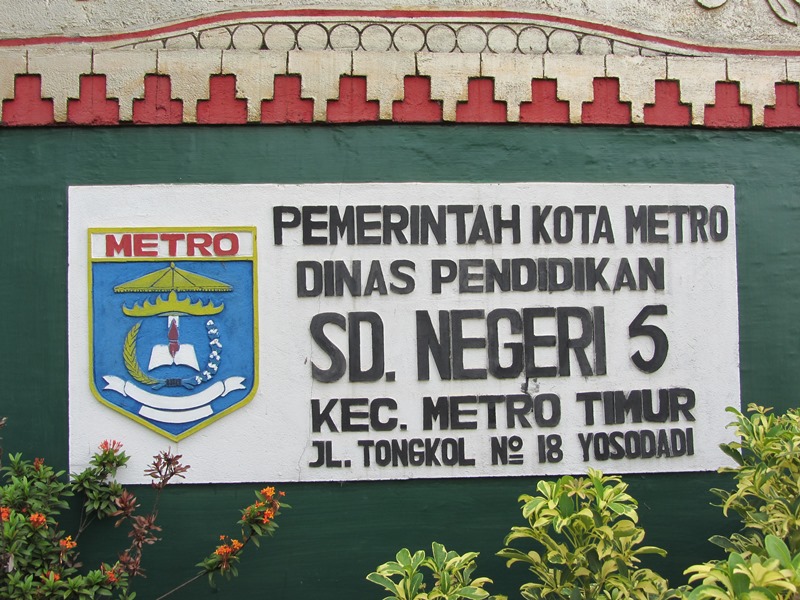 METRO
PEMERINTAH KOTA METRO
DINAS PENDIDIKAN
SD. NEGERI 5
KEC. METRO TIMUR
JL. TONGKOL Nº 18 YOSODADI